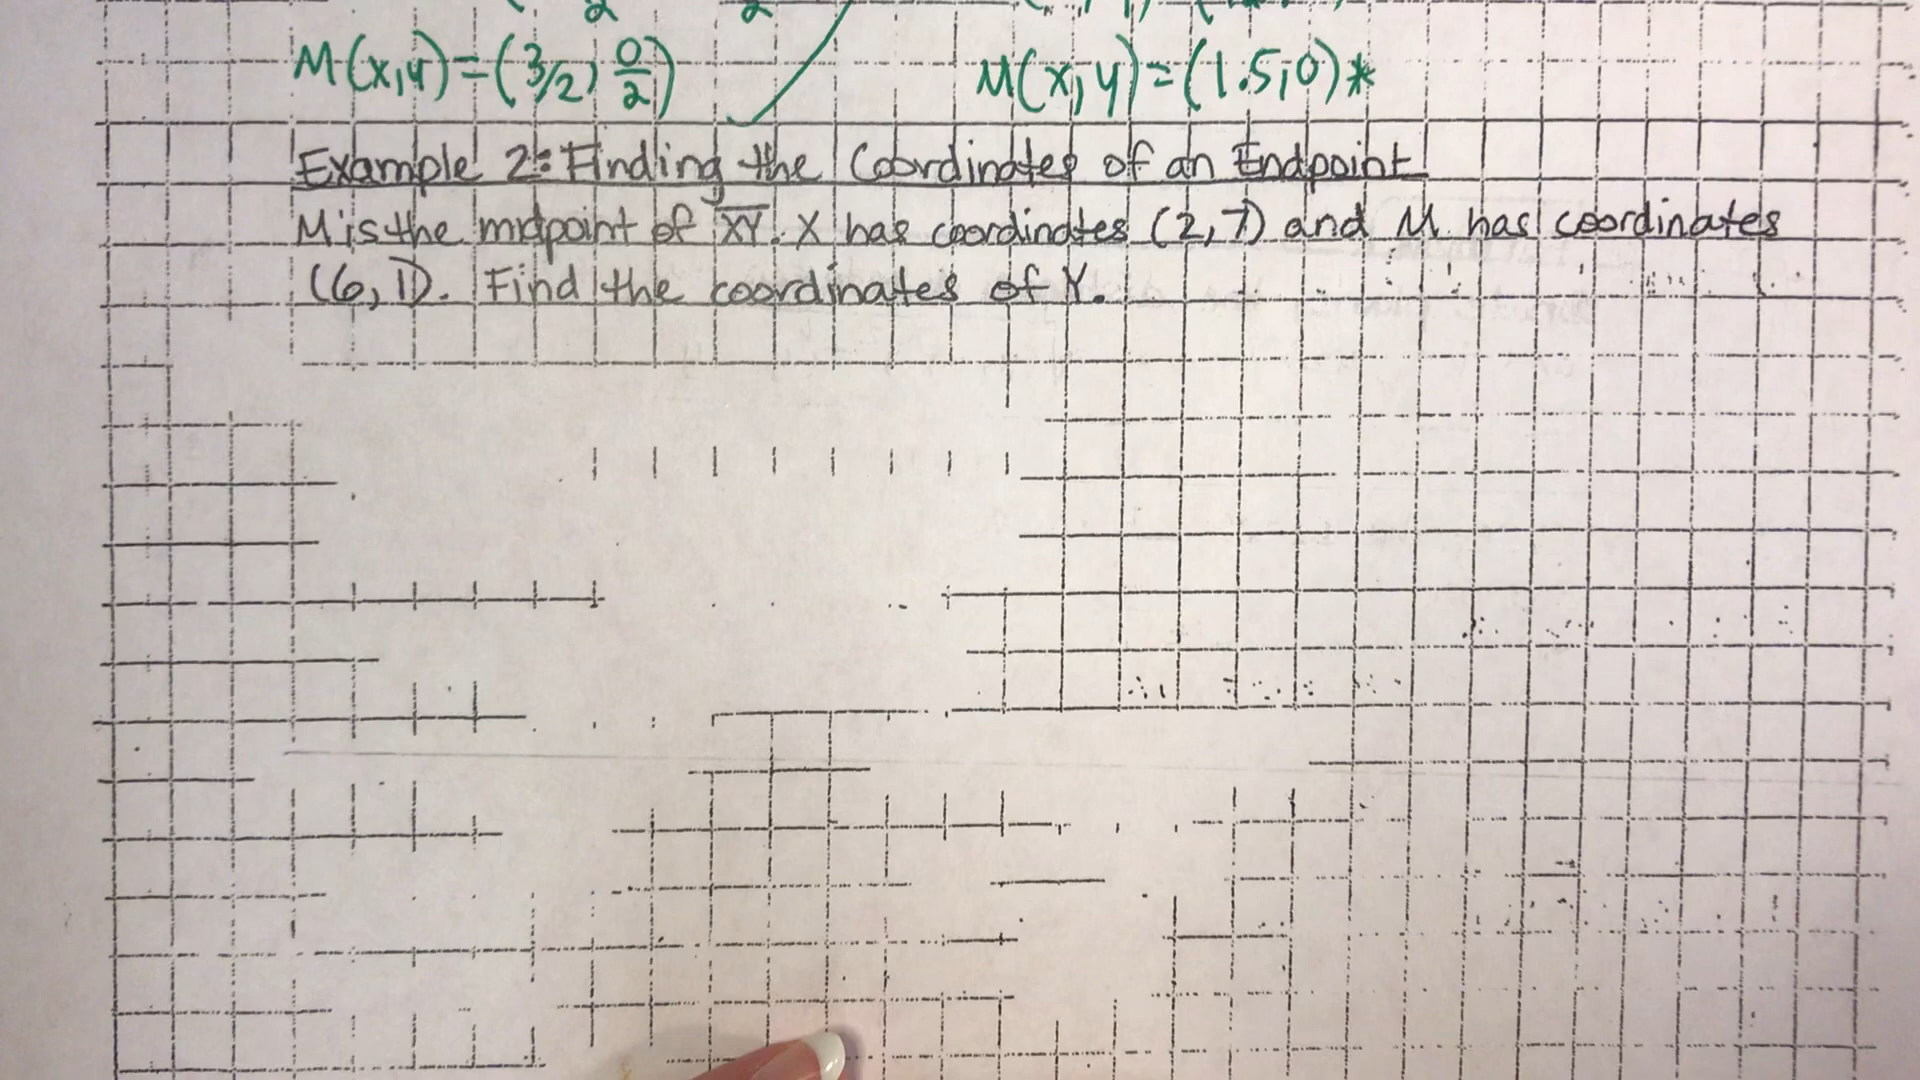 M(x,y)=(3/2, 0/2)
M(x,y)=(1.5,0)*
Example 2: Finding the Coordinates of an Endpoint
M is the midpoint of XY. X has coordinates (2,7) and M has coordinates
(6,1). Find the coordinates of Y.